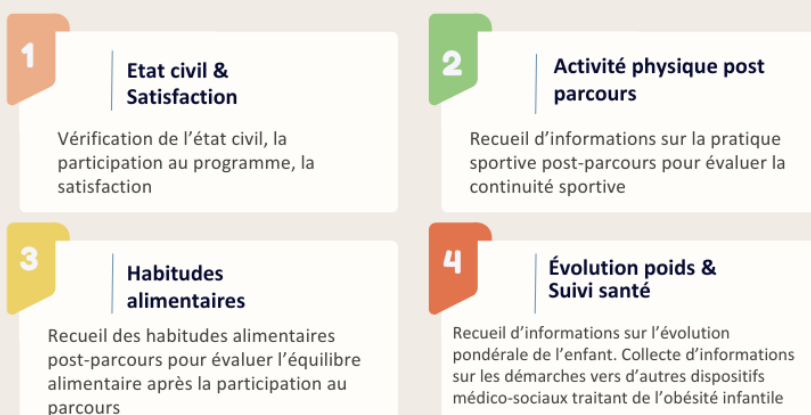 1
Etat civil &
Satisfaction
Vérification de l’état civil, la
participation au programme, la
satisfaction
2
Activité physique post
parcours
Recueil d’informations sur la pratique
sportive post-parcours pour évaluer la
continuité sportive
3
Habitudes
alimentaires
Recueil des habitudes alimentaires
post-parcours pour évaluer l’équilibre
alimentaire après la participation au
parcours
4
Évolution poids &
Suivi santé
Recueil d’informations sur l’évolution
pondérale de l’enfant. Collecte d’informations
sur les démarches vers d’autres dispositifs
médico-sociaux traitant de l’obésité infantile